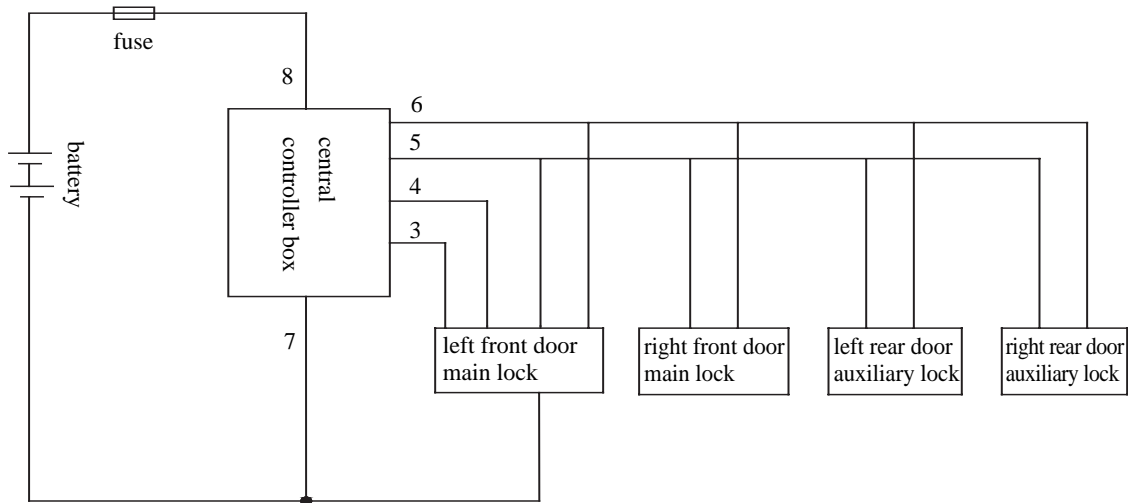 fuse
8
battery
central
controller box
6
5
4
3
7
left front door
main lock
right front door
main lock
left rear door
auxiliary lock
right rear door
auxiliary lock